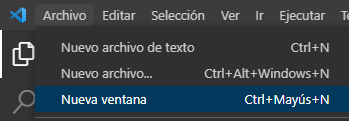 Archivo Editar Selección Ver Ir Ejecutar
Nuevo archivo de texto Ctrl+N
Nuevo archivo... Ctrl+Alt+Windows+N
Nueva ventana Ctrl+Mayús+N